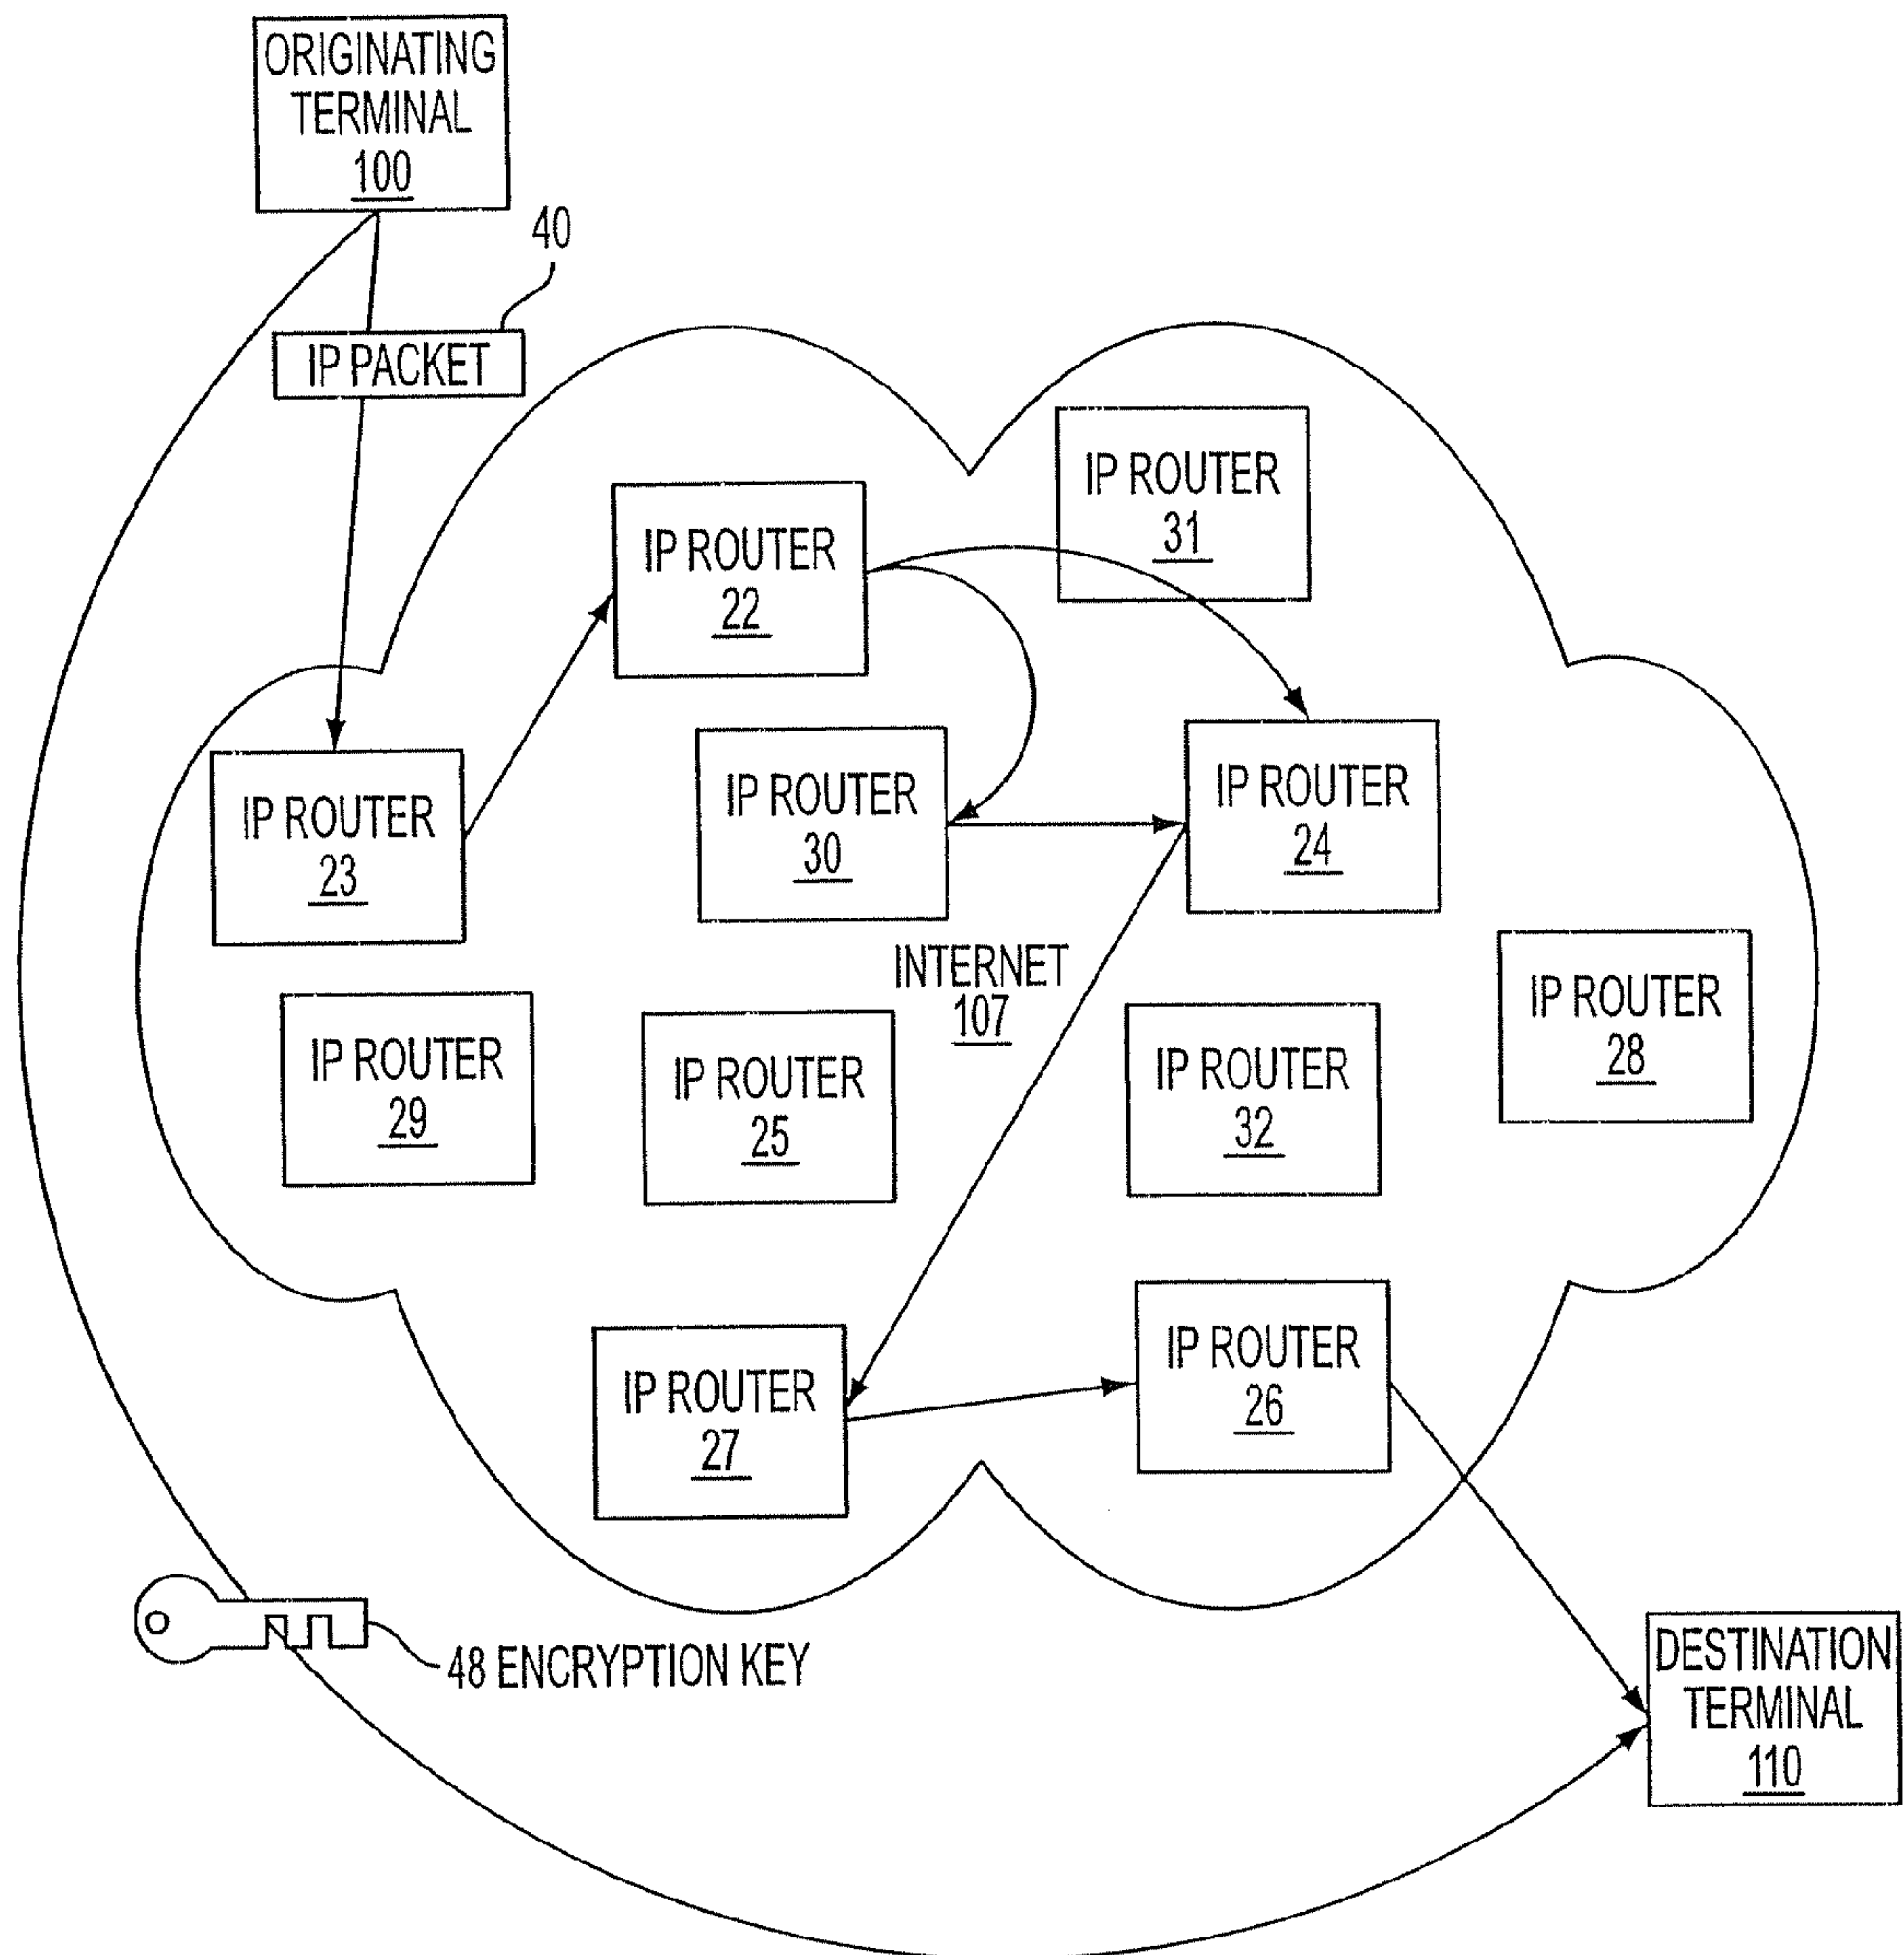 ORIGINATING
TERMINAL
100
40
IP PACKET
IP ROUTER
31
IP ROUTER
22
IP ROUTER
23
IP ROUTER
30
IP ROUTER
24
INTERNET
107
IP ROUTER
28
IP ROUTER
29
IP ROUTER
25
IP ROUTER
32
IP ROUTER
27
IP ROUTER
26
48 ENCRYPTION KEY
DESTINATION
TERMINAL
110